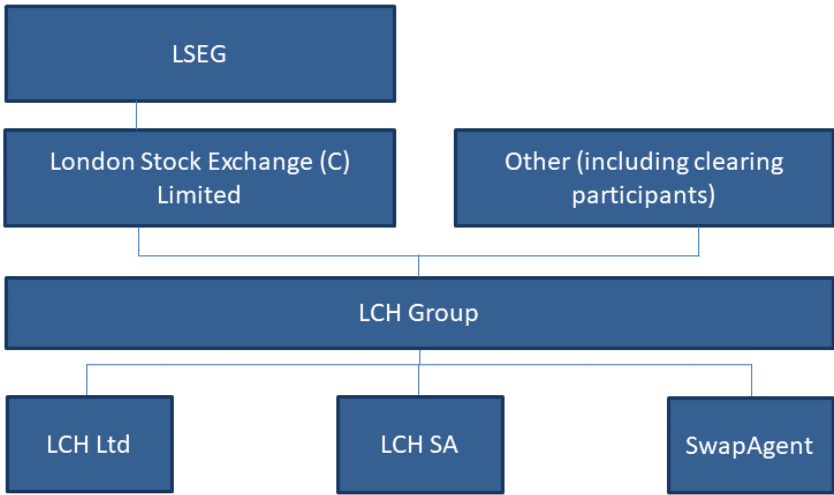 LSEG
London Stock Exchange (C)
Limited
Other (including clearing
participants)
LCH Group
LCH Ltd
LCH SA
SwapAgent